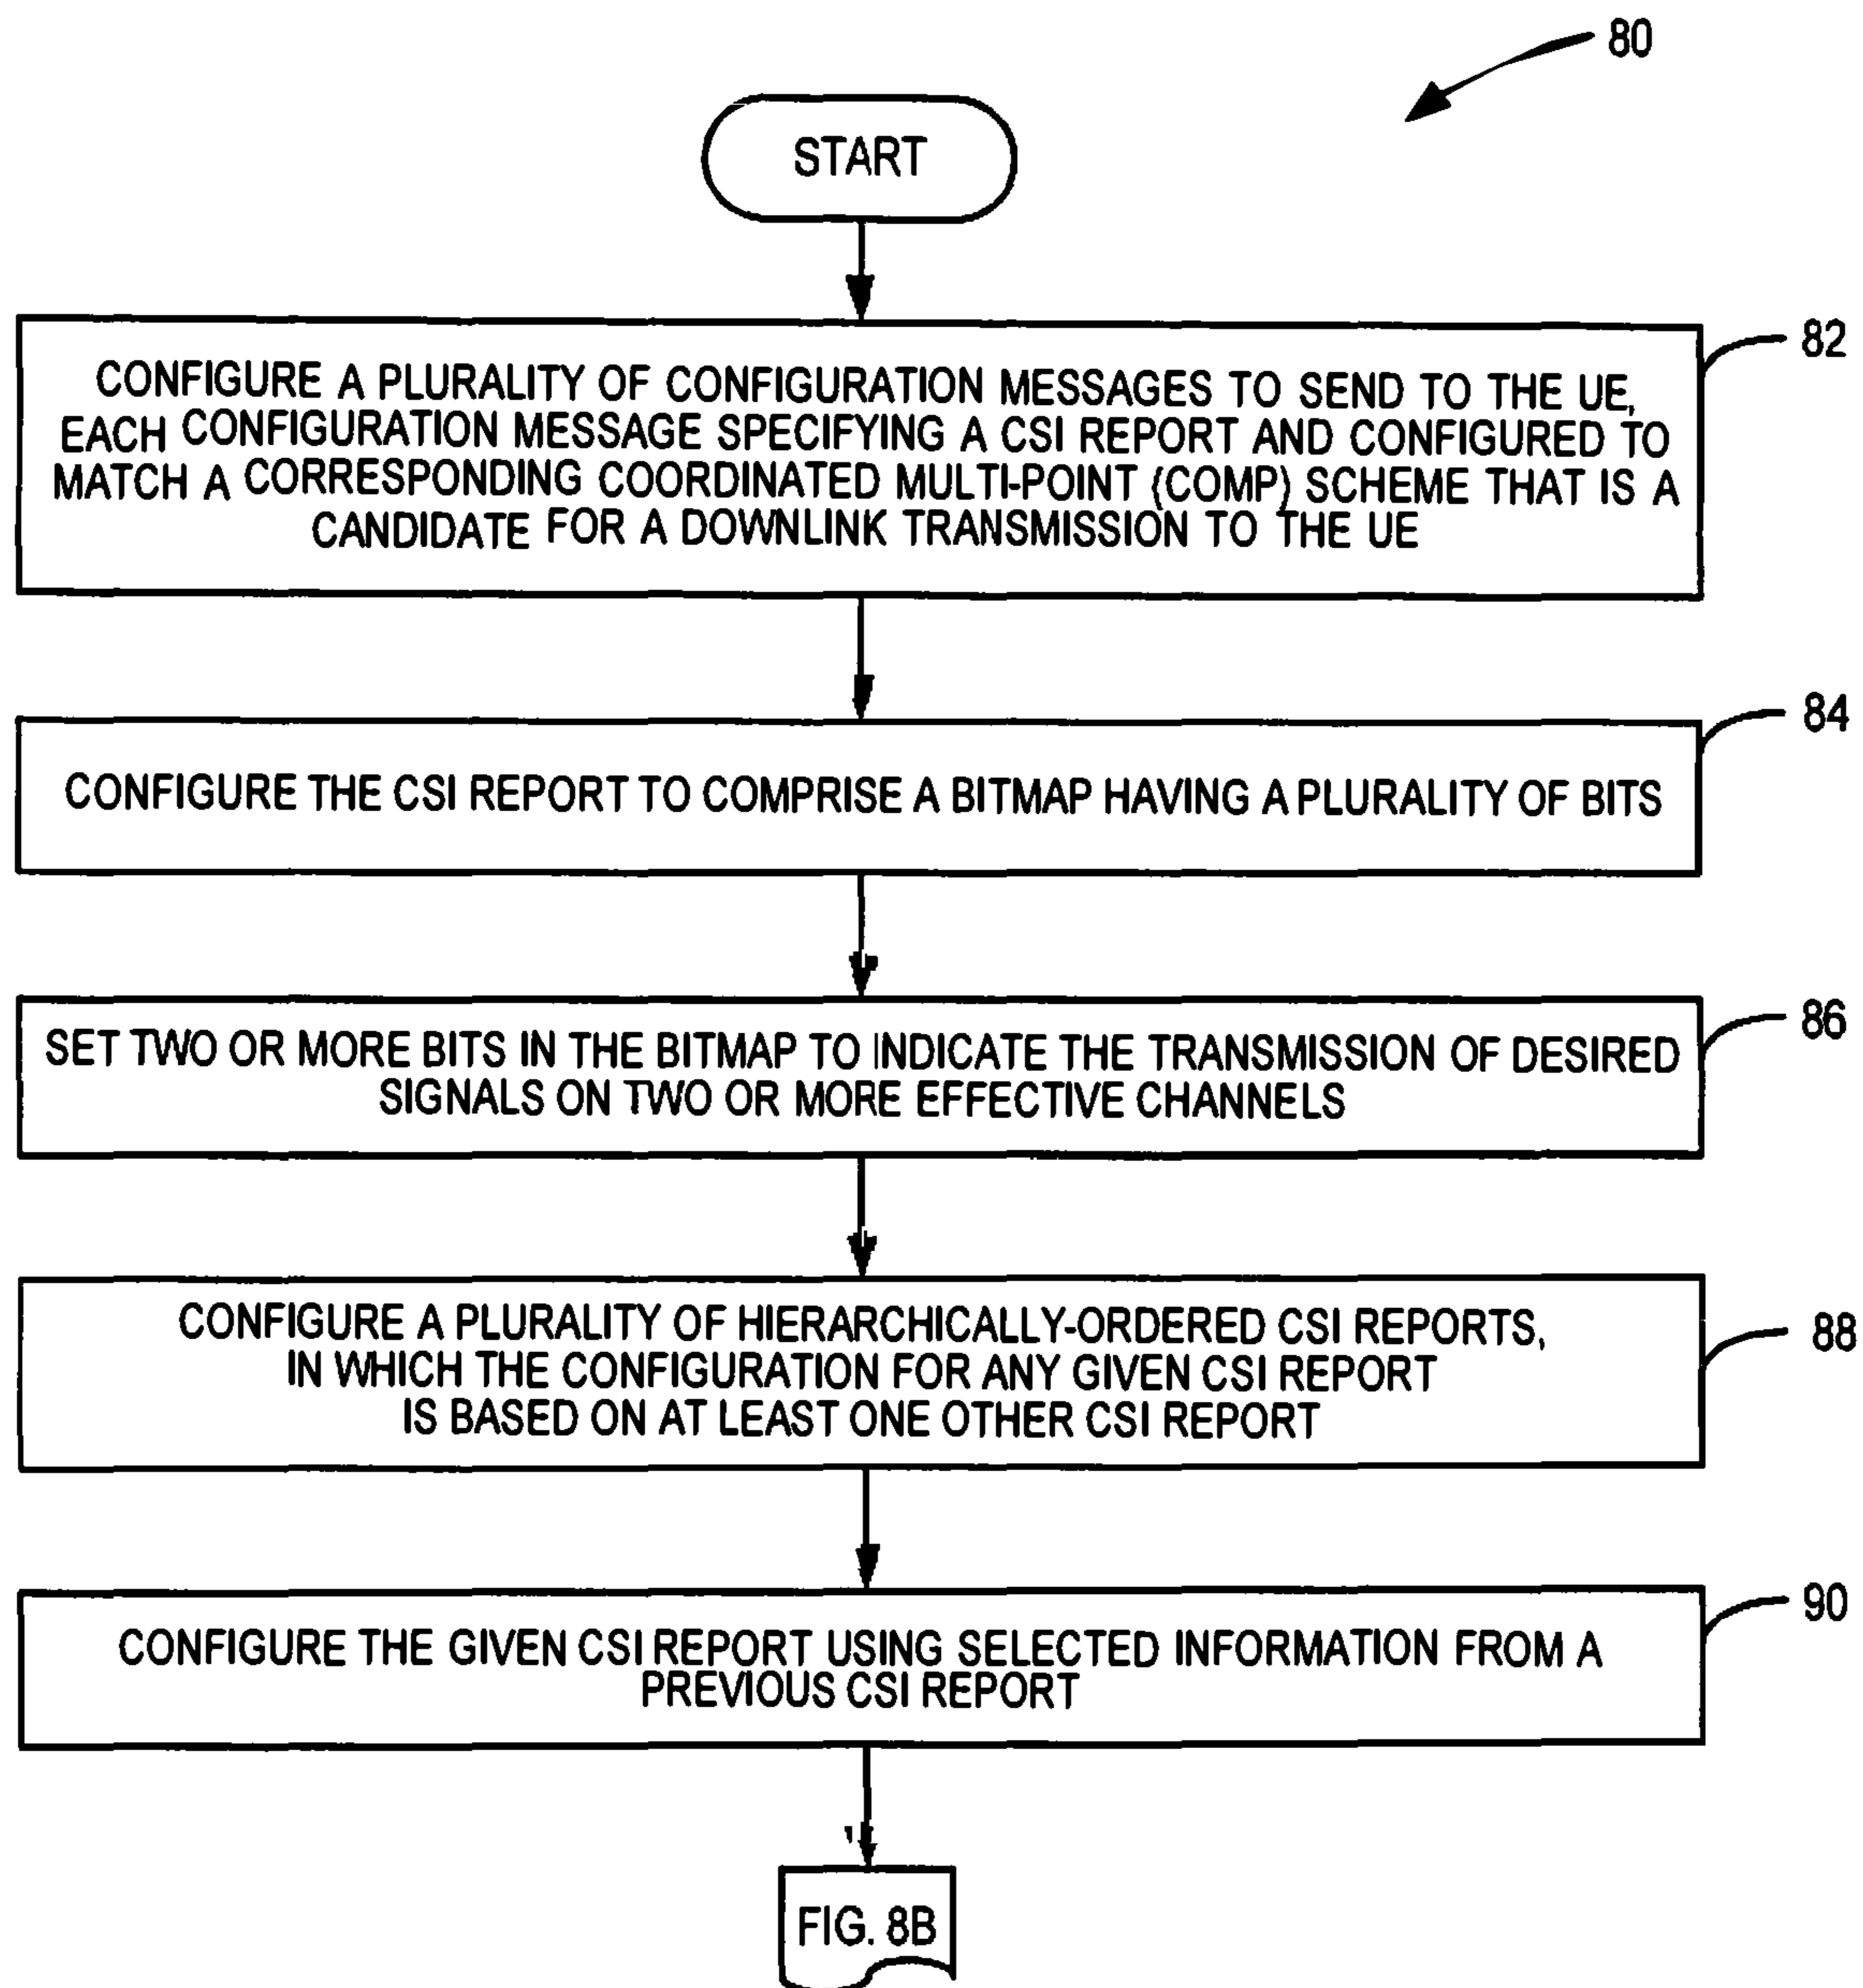 80
START
82
CONFIGURE A PLURALITY OF CONFIGURATION MESSAGES TO SEND TO THE UE,
EACH CONFIGURATION MESSAGE SPECIFYING A CSI REPORT AND CONFIGURED TO
MATCH A CORRESPONDING COORDINATED MULTI-POINT (COMP) SCHEME THAT IS A
CANDIDATE FOR A DOWNLINK TRANSMISSION TO THE UE
84
CONFIGURE THE CSI REPORT TO COMPRISE A BITMAP HAVING A PLURALITY OF BITS
86
SET TWO OR MORE BITS IN THE BITMAP TO INDICATE THE TRANSMISSION OF DESIRED
SIGNALS ON TWO OR MORE EFFECTIVE CHANNELS
88
CONFIGURE A PLURALITY OF HIERARCHICALLY-ORDERED CSI REPORTS,
IN WHICH THE CONFIGURATION FOR ANY GIVEN CSI REPORT
IS BASED ON AT LEAST ONE OTHER CSI REPORT
90
CONFIGURE THE GIVEN CSI REPORT USING SELECTED INFORMATION FROM A
PREVIOUS CSI REPORT
FIG. 8B